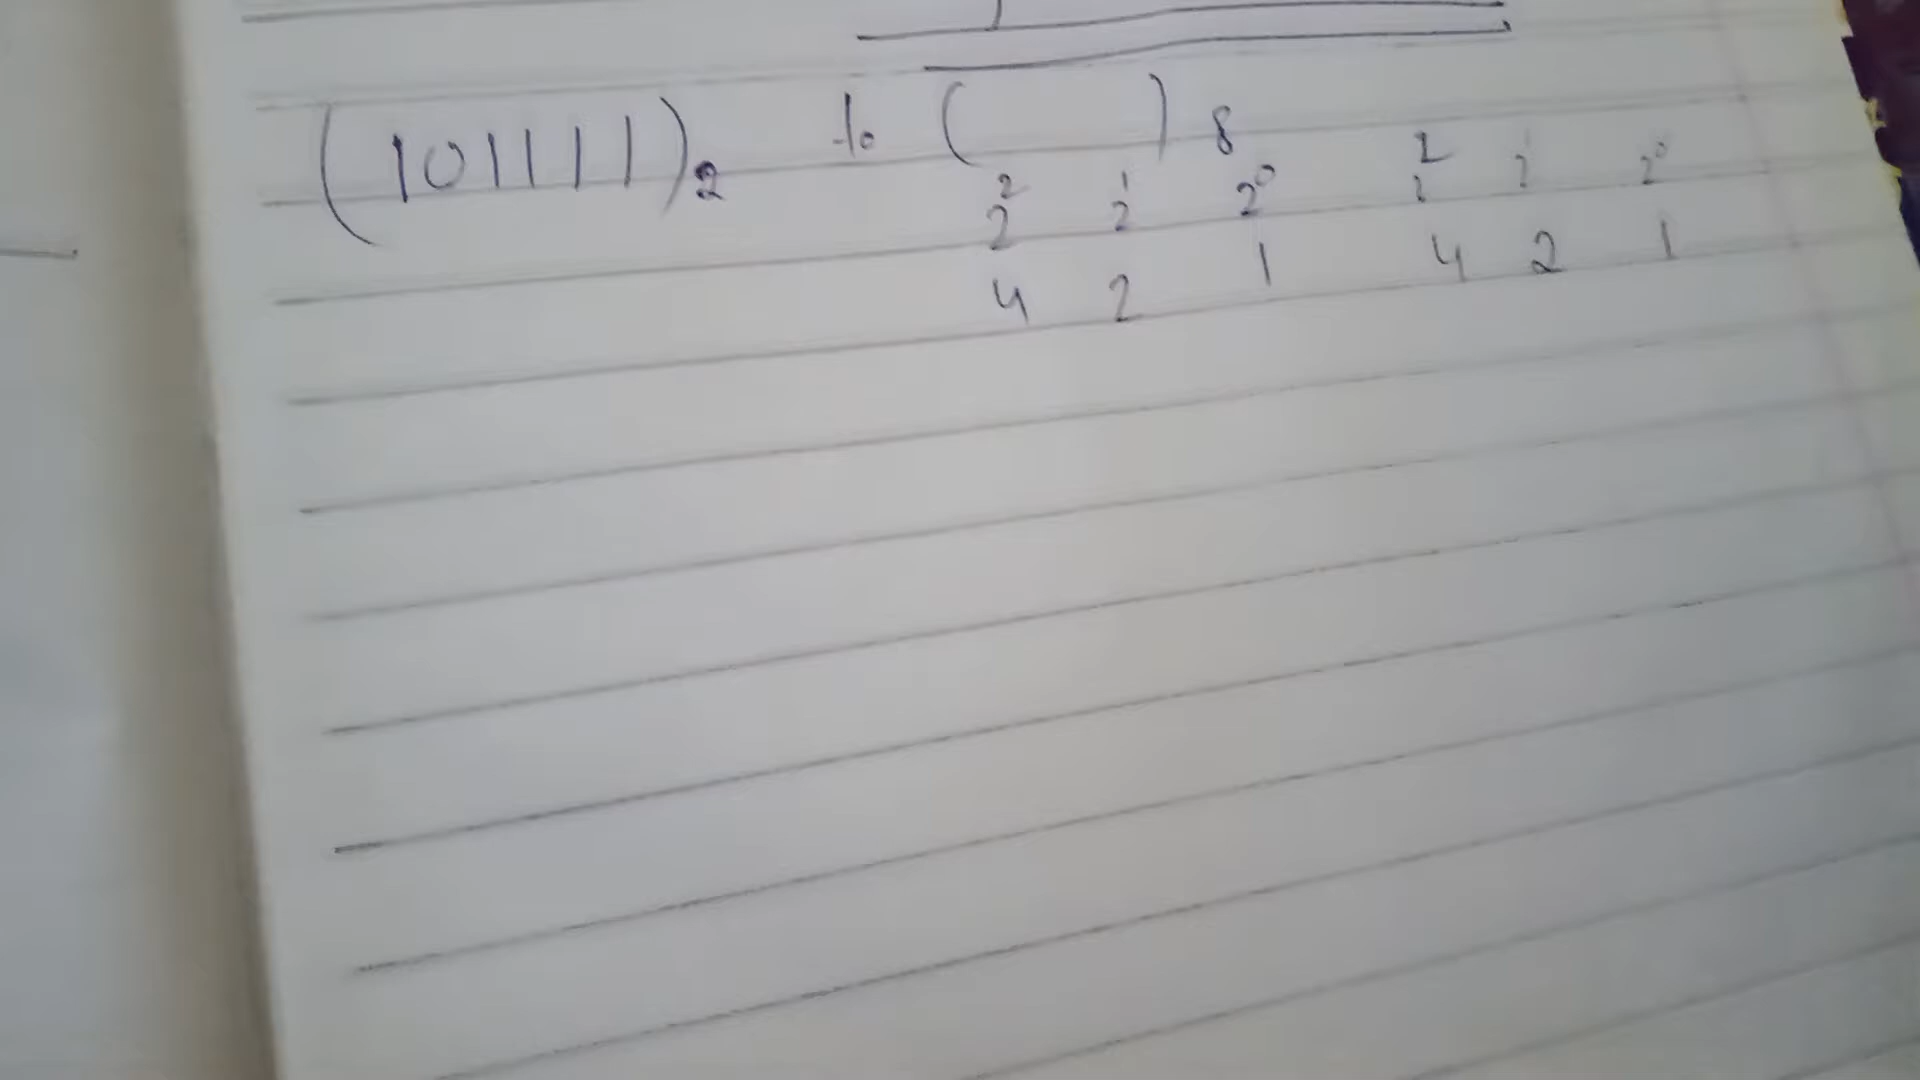 (101111)₂ to ( )8
2² 2¹ 2⁰ 2² 2¹ 2⁰
4 2 1 4 2 1